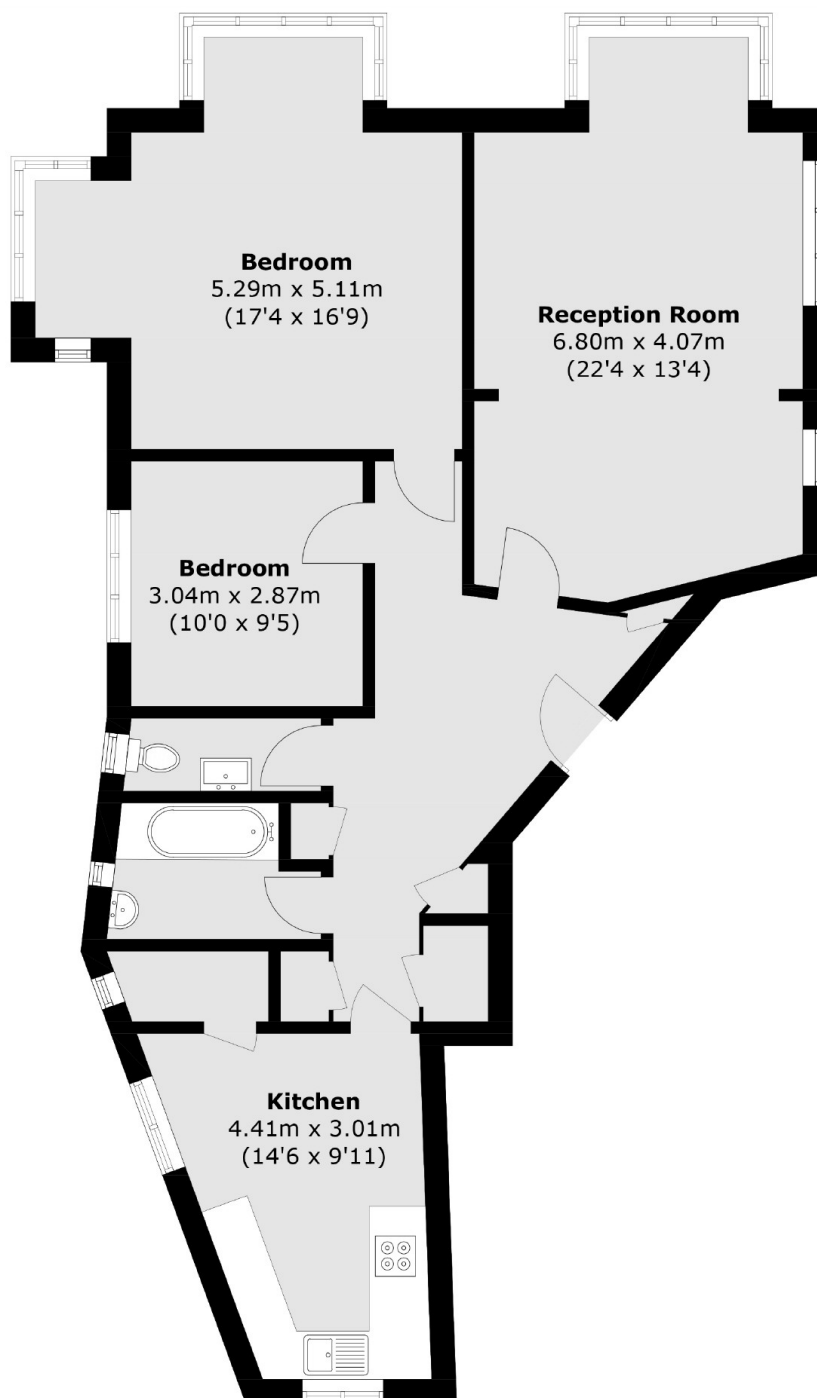 Bedroom
5.29m x 5.11m
(17'4 x 16'9)
Reception Room
6.80m x 4.07m
(22'4 x 13'4)
Bedroom
3.04m x 2.87m
(10'0 x 9'5)
Kitchen
4.41m x 3.01m
(14'6 x 9'11)